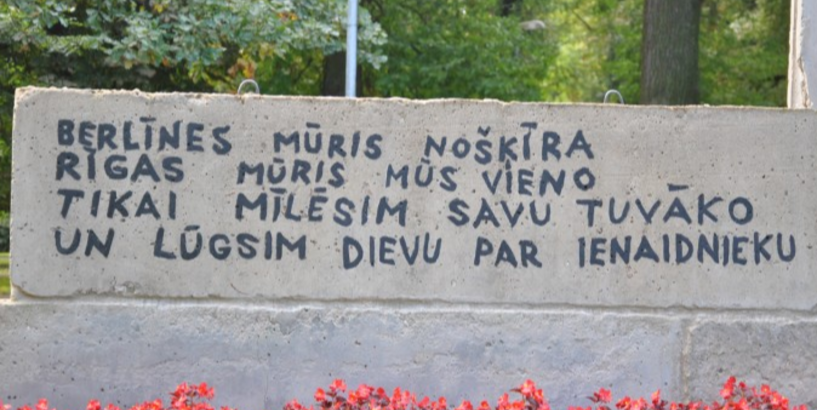 BERLĪNES MŪRIS NOŠĶĪRA
RĪGAS MŪRIS MŪS VIENO
TIKAI MĪLĒSIM SAVU TUVĀKO
UN LŪGSIM DIEVU PAR IENAIDNIEKU